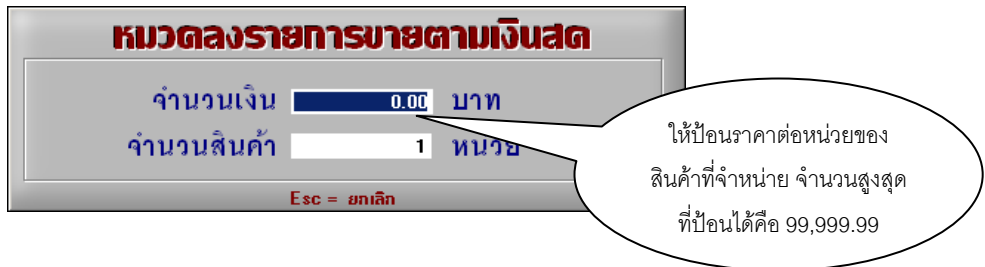 หมวดลงรายการขายตามเงินสด
จำนวนเงิน 0.00 บาท
จำนวนสินค้า 1 หน่วย
Esc = ยกเลิก
ให้ป้อนราคาต่อหน่วยของ
สินค้าที่จำหน่าย จำนวนสูงสุด
ที่ป้อนได้คือ 99,999.99